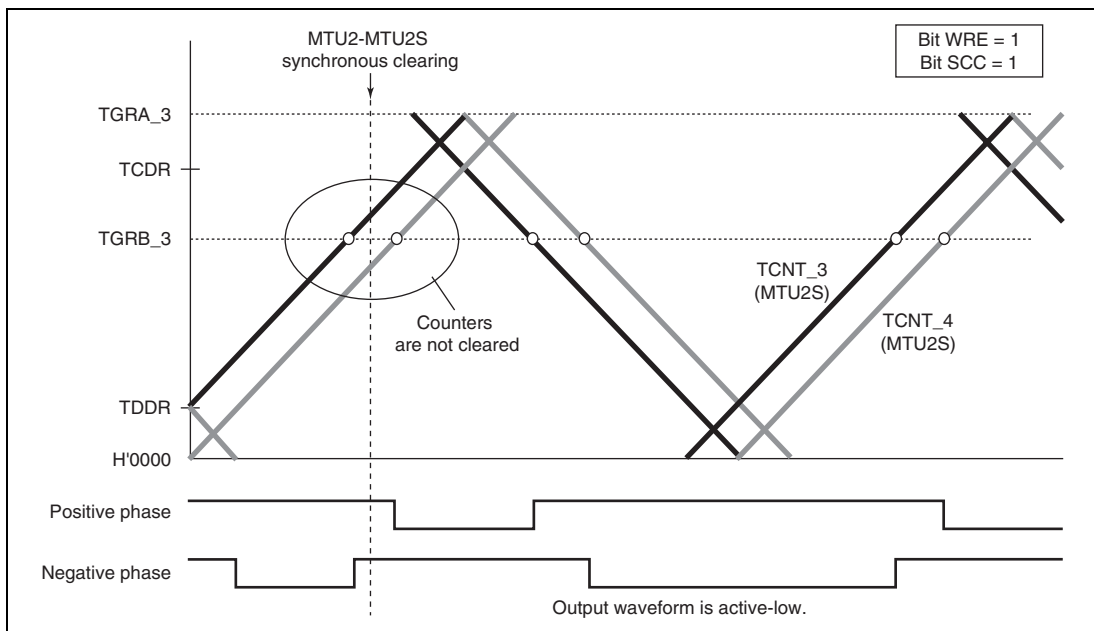 MTU2-MTU2S
synchronous clearing
Bit WRE = 1
Bit SCC = 1
TGRA_3
TCDR
TGRB_3
TCNT_3
(MTU2S)
TCNT_4
(MTU2S)
Counters
are not cleared
TDDR
H'0000
Positive phase
Negative phase
Output waveform is active-low.